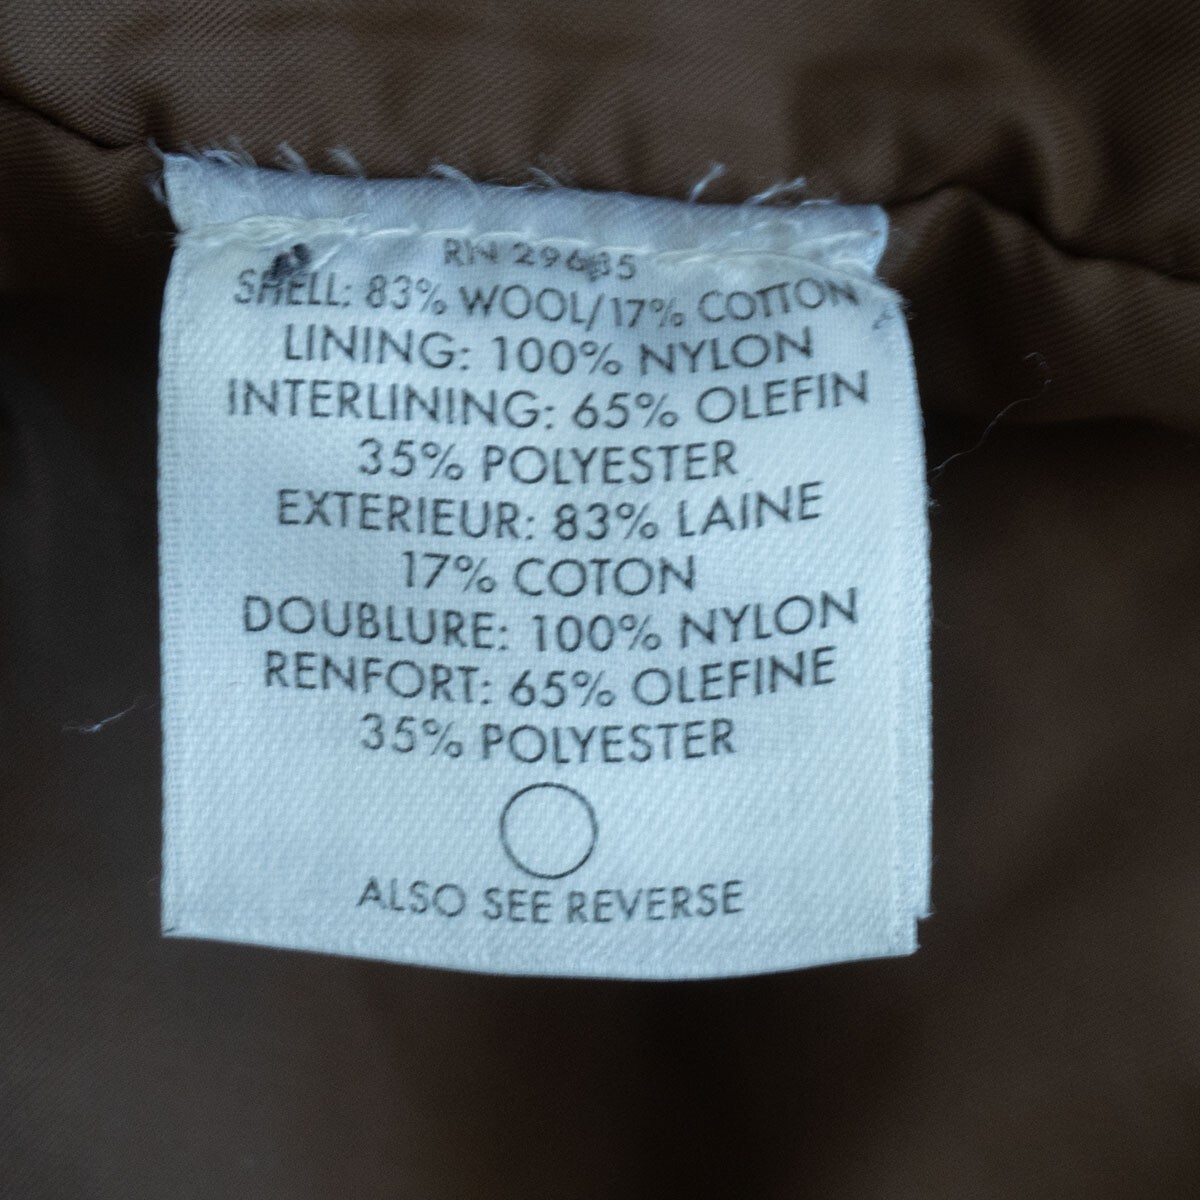 RN 29685
SHELL: 83% WOOL/17% COTTON
LINING: 100% NYLON
INTERLINING: 65% OLEFIN
35% POLYESTER
EXTERIEUR: 83% LAINE
17% COTON
DOUBLURE: 100% NYLON
RENFORT: 65% OLEFINE
35% POLYESTER
ALSO SEE REVERSE